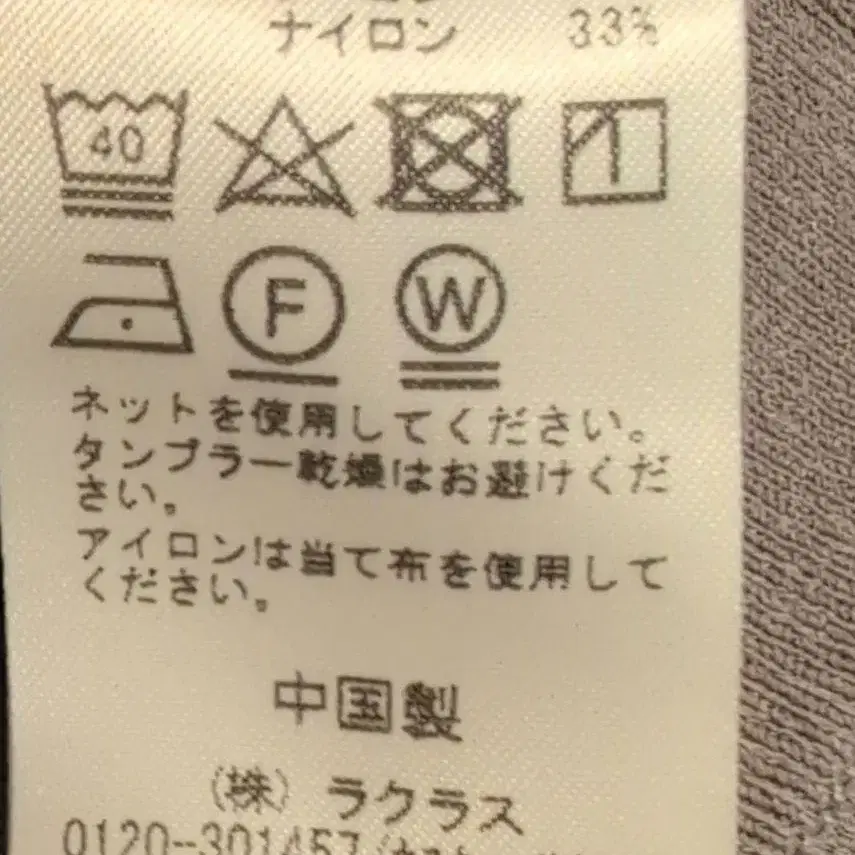 ナイロン 33%
40
F W
ネットを使用してください。
タンブラー乾燥はお避けくだ
さい。
アイロンは当て布を使用して
ください。
中国製
(株) ラクラス
0120-301457